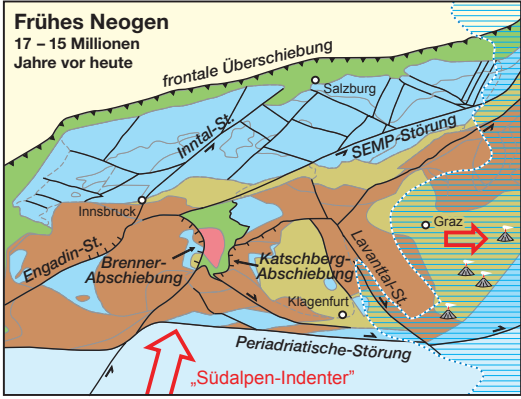 Frühes Neogen
17 – 15 Millionen
Jahre vor heute
frontale Überschiebung
Salzburg
Inntal-St.
SEMP-Störung
Innsbruck
Graz
Engadin-St.
Brenner-
Abschiebung
Katschberg-
Abschiebung
Lavanttal-St.
Klagenfurt
Periadriatische-Störung
„Südalpen-Indenter”